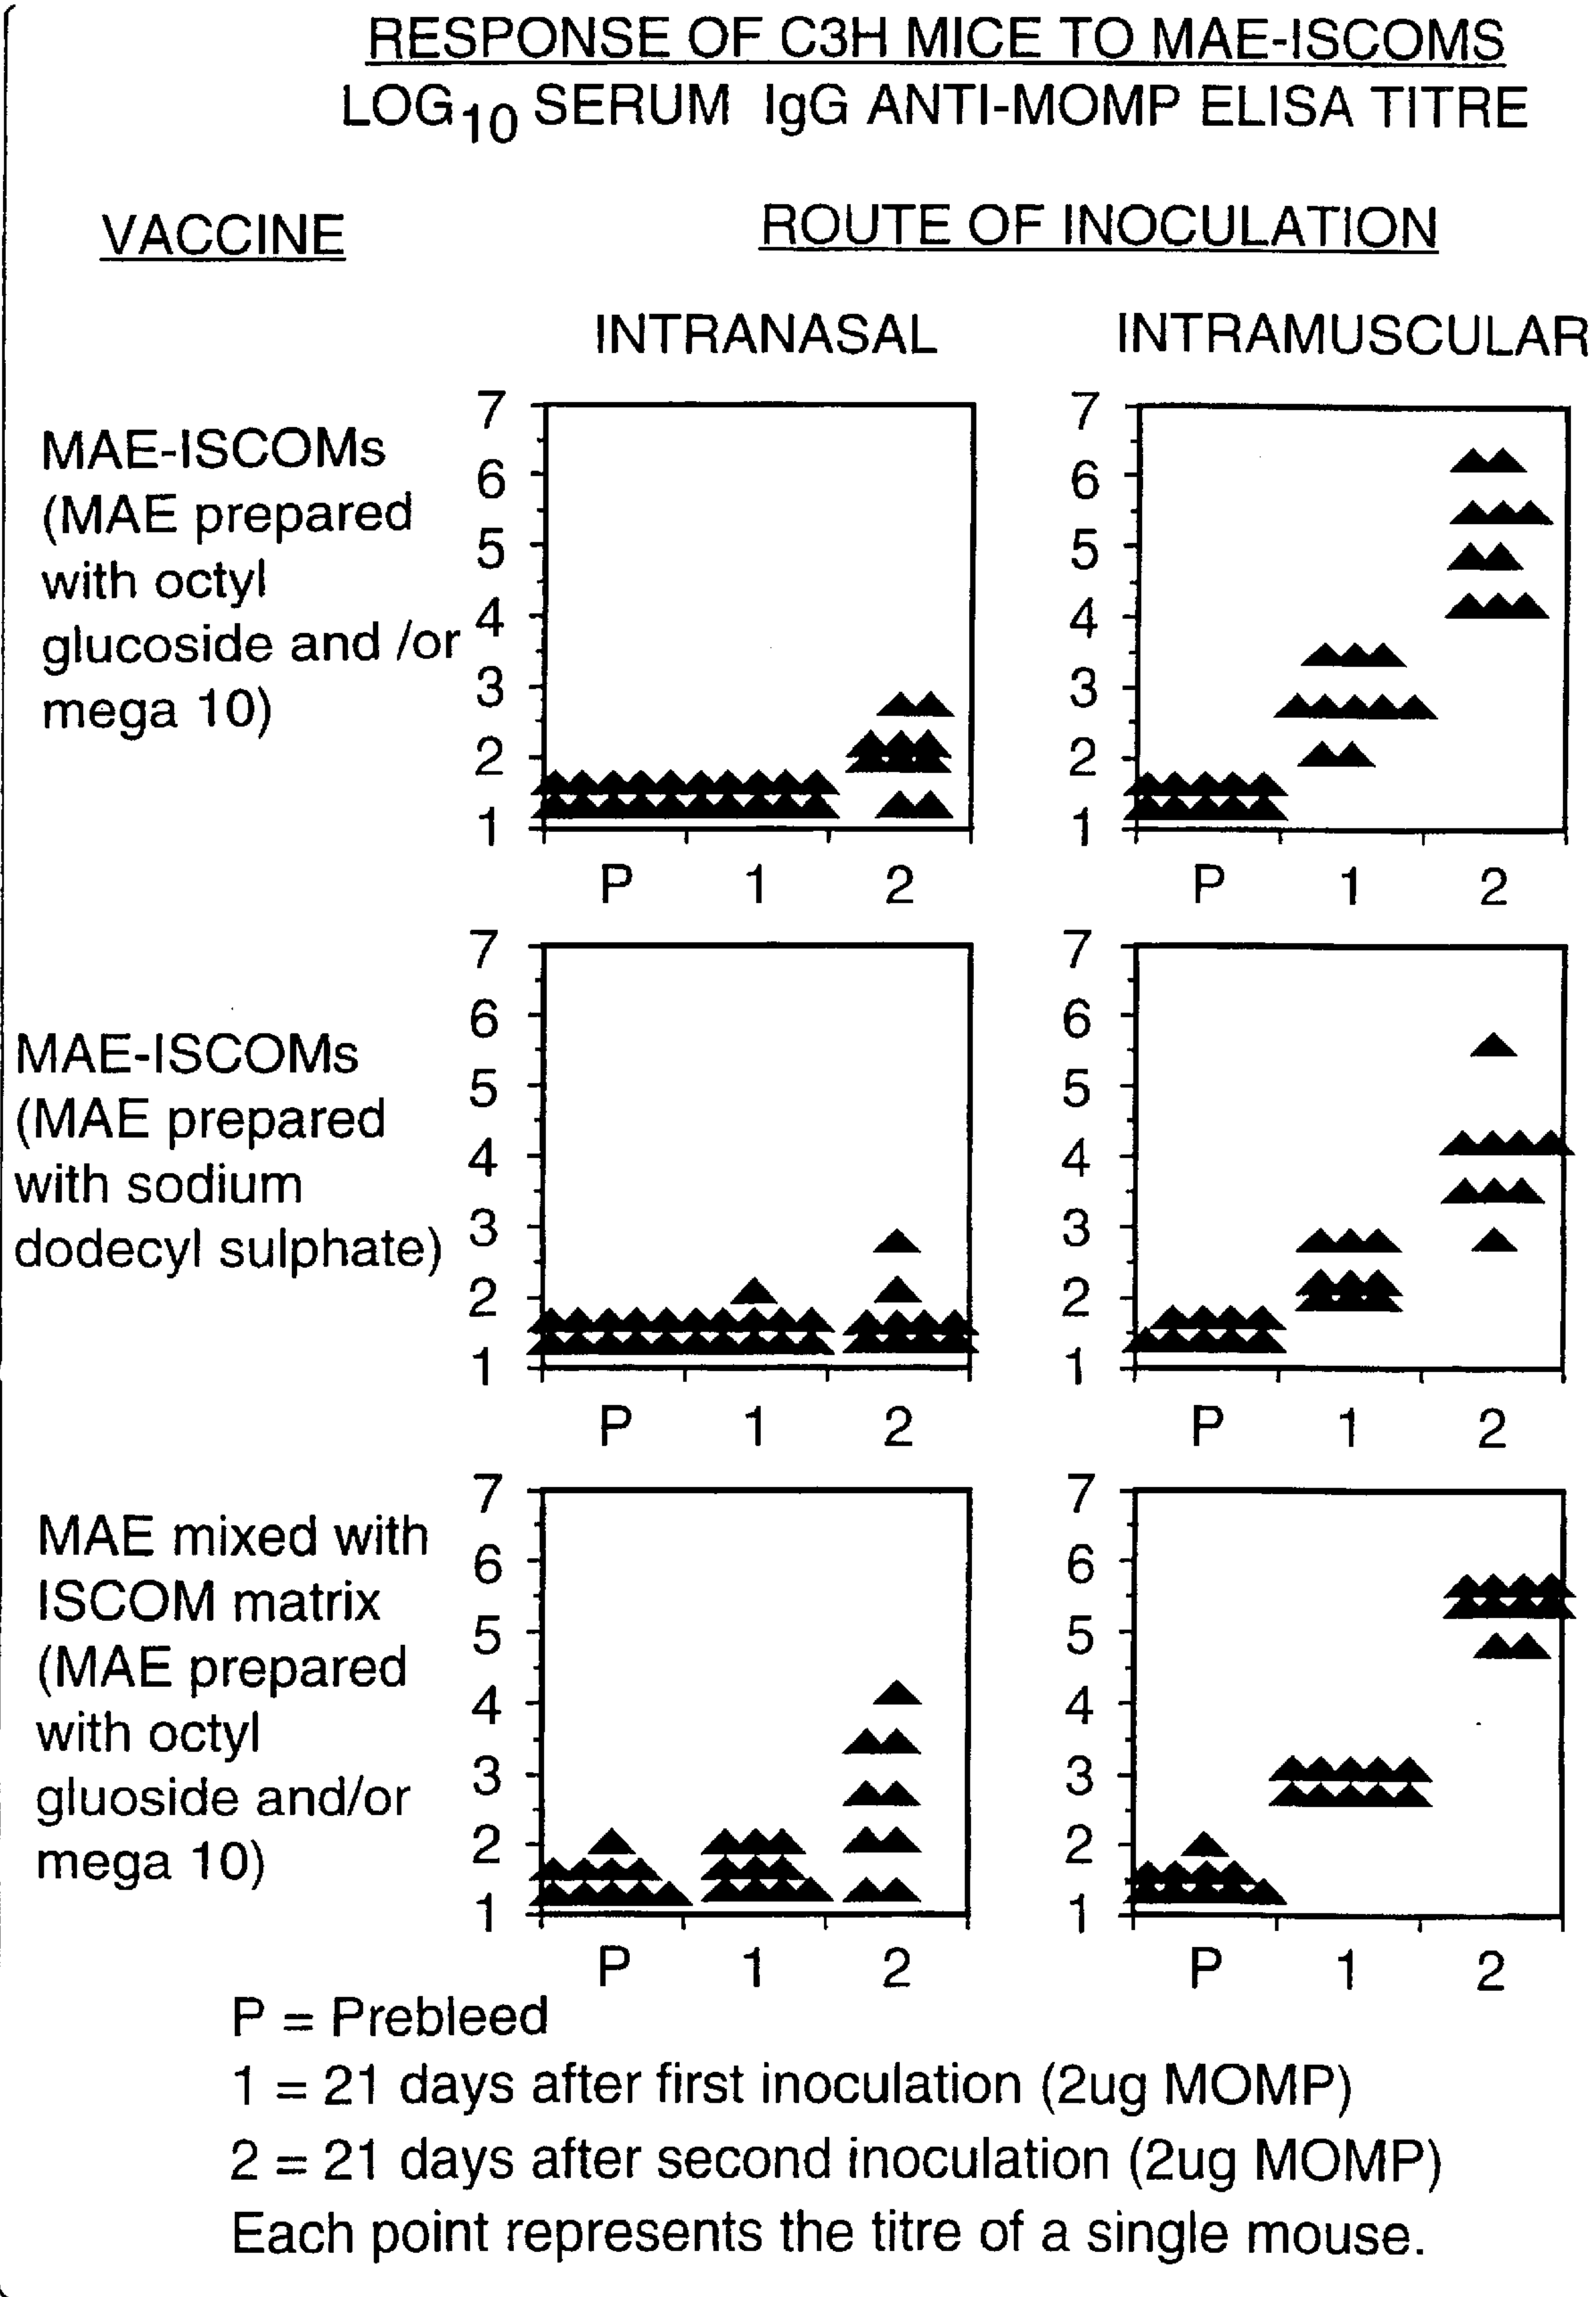 RESPONSE OF C3H MICE TO MAE-ISCOMS
LOG10 SERUM IgG ANTI-MOMP ELISA TITRE
VACCINE
ROUTE OF INOCULATION
INTRANASAL
INTRAMUSCULAR
MAE-ISCOMs
(MAE prepared
with octyl
glucoside and /or
mega 10)
7
6
5
4
3
2
1
P 1 2
7
6
5
4
3
2
1
P 1 2
MAE-ISCOMs
(MAE prepared
with sodium
dodecyl sulphate)
7
6
5
4
3
2
1
P 1 2
7
6
5
4
3
2
1
P 1 2
MAE mixed with
ISCOM matrix
(MAE prepared
with octyl
gluoside and/or
mega 10)
7
6
5
4
3
2
1
P 1 2
7
6
5
4
3
2
1
P 1 2
P = Prebleed
1 = 21 days after first inoculation (2ug MOMP)
2 = 21 days after second inoculation (2ug MOMP)
Each point represents the titre of a single mouse.